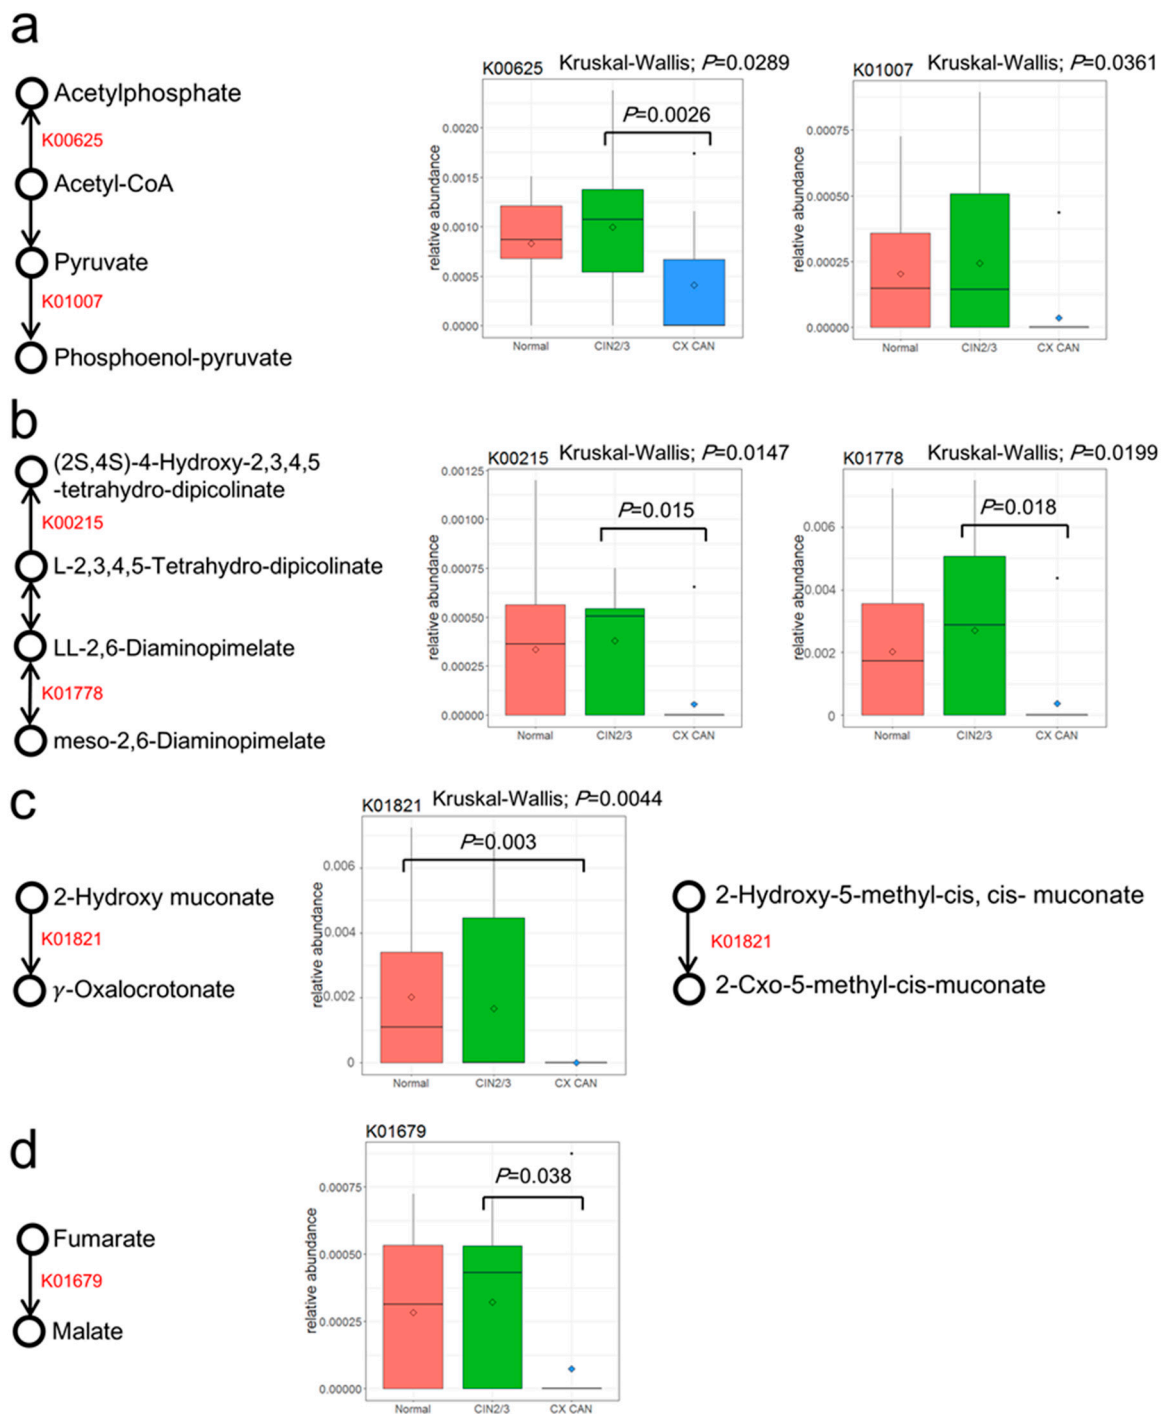 a
Acetylphosphate
K00625
Acetyl-CoA
Pyruvate
K01007
Phosphoenol-pyruvate
K00625
Kruskal-Wallis; P=0.0289
P=0.0026
relative abundance
0.0020
0.0015
0.0010
0.0005
0.0000
Normal
CIN2/3
CX CAN
K01007
Kruskal-Wallis; P=0.0361
relative abundance
0.00075
0.00050
0.00025
0.00000
Normal
CIN2/3
CX CAN
b
(2S,4S)-4-Hydroxy-2,3,4,5
-tetrahydro-dipicolinate
K00215
L-2,3,4,5-Tetrahydro-dipicolinate
LL-2,6-Diaminopimelate
K01778
meso-2,6-Diaminopimelate
K00215
Kruskal-Wallis; P=0.0147
P=0.015
relative abundance
0.00125
0.00100
0.00075
0.00050
0.00025
0.00000
Normal
CIN2/3
CX CAN
K01778
Kruskal-Wallis; P=0.0199
P=0.018
relative abundance
0.006
0.004
0.002
0
Normal
CIN2/3
CX CAN
c
2-Hydroxy muconate
K01821
γ-Oxalocrotonate
K01821
Kruskal-Wallis; P=0.0044
P=0.003
relative abundance
0.006
0.004
0.002
0
Normal
CIN2/3
CX CAN
2-Hydroxy-5-methyl-cis, cis- muconate
K01821
2-Cxo-5-methyl-cis-muconate
d
Fumarate
K01679
Malate
K01679
P=0.038
relative abundance
0.00075
0.00050
0.00025
0.00000
Normal
CIN2/3
CX CAN